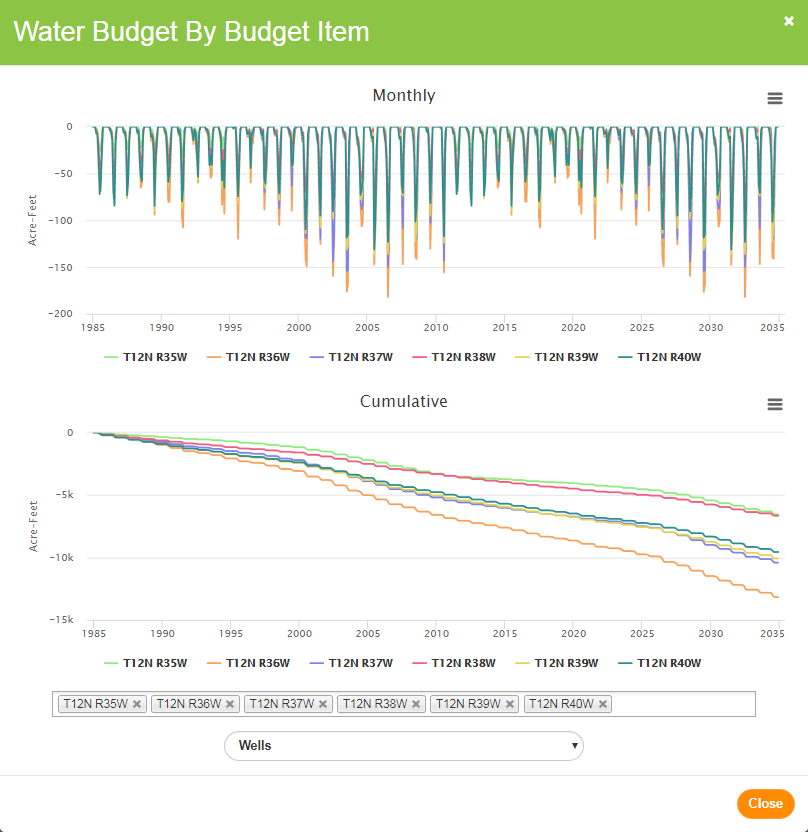 Water Budget By Budget Item ×
Monthly
0
−50
−100
−150
−200
Acre-Feet
1985 1990 1995 2000 2005 2010 2015 2020 2025 2030 2035
T12N R35W T12N R36W T12N R37W T12N R38W T12N R39W T12N R40W
Cumulative
0
−5k
−10k
−15k
Acre-Feet
1985 1990 1995 2000 2005 2010 2015 2020 2025 2030 2035
T12N R35W T12N R36W T12N R37W T12N R38W T12N R39W T12N R40W
T12N R35W × T12N R36W × T12N R37W × T12N R38W × T12N R39W × T12N R40W ×
Wells
Close